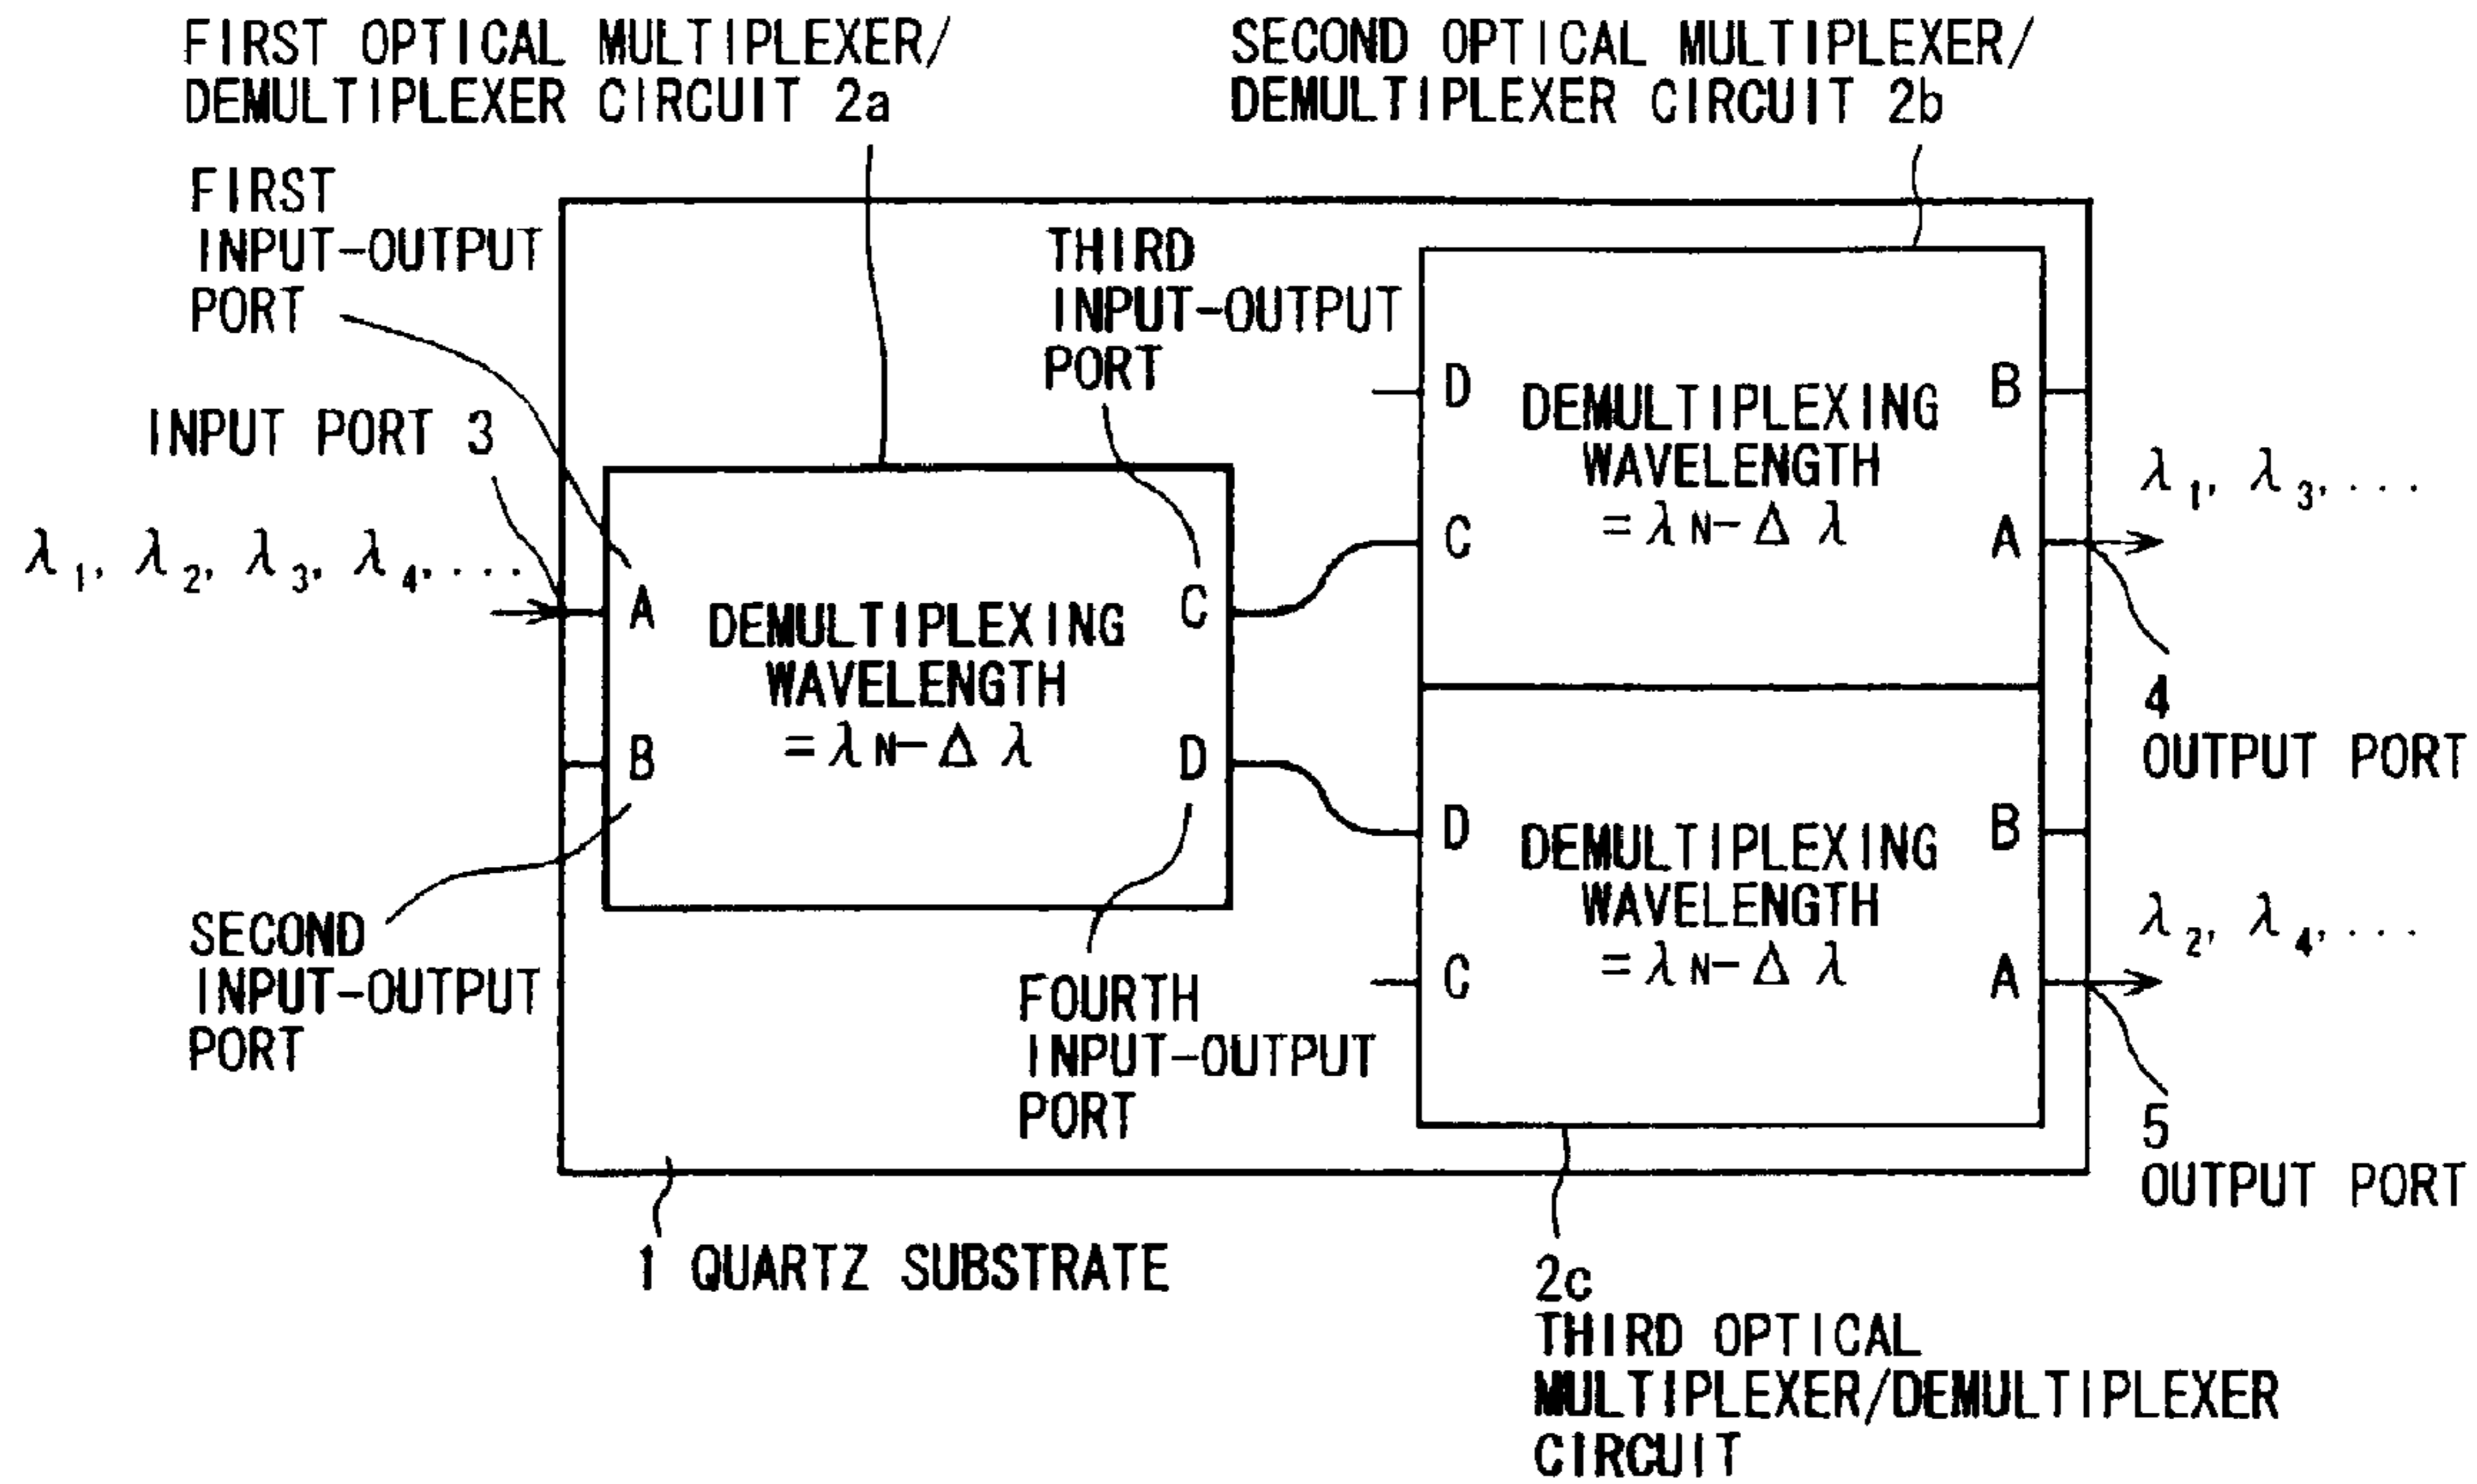 FIRST OPTICAL MULTIPLEXER/
DEMULTIPLEXER CIRCUIT 2a
SECOND OPTICAL MULTIPLEXER/
DEMULTIPLEXER CIRCUIT 2b
FIRST
INPUT-OUTPUT
PORT
THIRD
INPUT-OUTPUT
PORT
INPUT PORT 3
λ1, λ2, λ3, λ4, ...
A
B
DEMULTIPLEXING
WAVELENGTH
=λN-Δλ
C
D
D
C
DEMULTIPLEXING
WAVELENGTH
=λN-Δλ
B
A
λ1, λ3, ...
4
OUTPUT PORT
D
C
DEMULTIPLEXING
WAVELENGTH
=λN-Δλ
B
A
λ2, λ4, ...
5
OUTPUT PORT
SECOND
INPUT-OUTPUT
PORT
FOURTH
INPUT-OUTPUT
PORT
1 QUARTZ SUBSTRATE
2c
THIRD OPTICAL
MULTIPLEXER/DEMULTIPLEXER
CIRCUIT